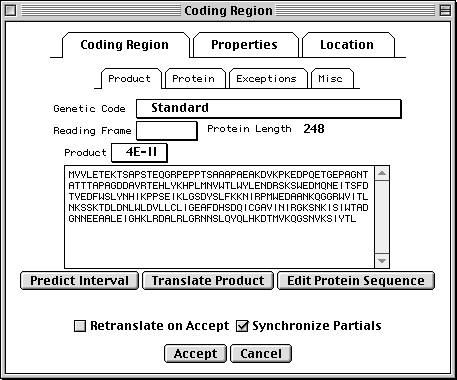 Coding Region
Coding Region Properties Location
Product Protein Exceptions Misc
Genetic Code Standard
Reading Frame Protein Length 248
Product 4E-II
MVVLETEKTSAPSTEQGRPEPPTSAAAPAEAKDVKPKEDPQETGEPAGNT
ATTTAPAGDDAVRTEHLYKHPLMNVWTLWYLENDRSKSWEDMQNEITSFD
TVEDFWSLYNHIKPPSEIKLGSDYSLFKKNIRPMWEDAANKQGGRWVITL
NKSSKTDLDNLWLDVLLCLIGEAFDHSDQICGAVINIRGKSNKISIWTAD
GNNEEAALEIGHKLRDALRLGRNNSLQYQLHKDTMVKQGSNVKSIYTL
Predict Interval Translate Product Edit Protein Sequence
Retranslate on Accept Synchronize Partials
Accept Cancel